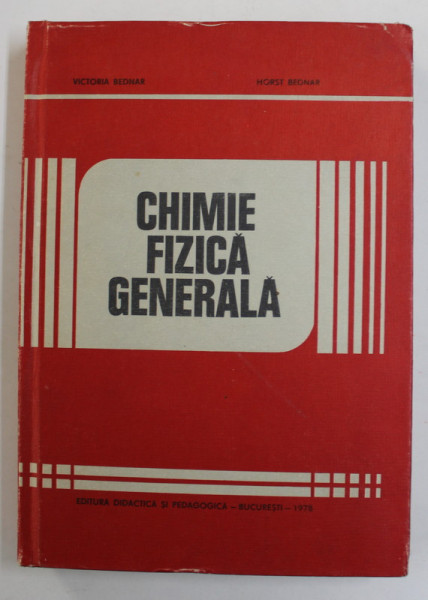 VICTORIA BEDNAR HORST BEDNAR
CHIMIE
FIZICĂ
GENERALĂ
EDITURA DIDACTICĂ ȘI PEDAGOGICĂ – BUCUREȘTI – 1978